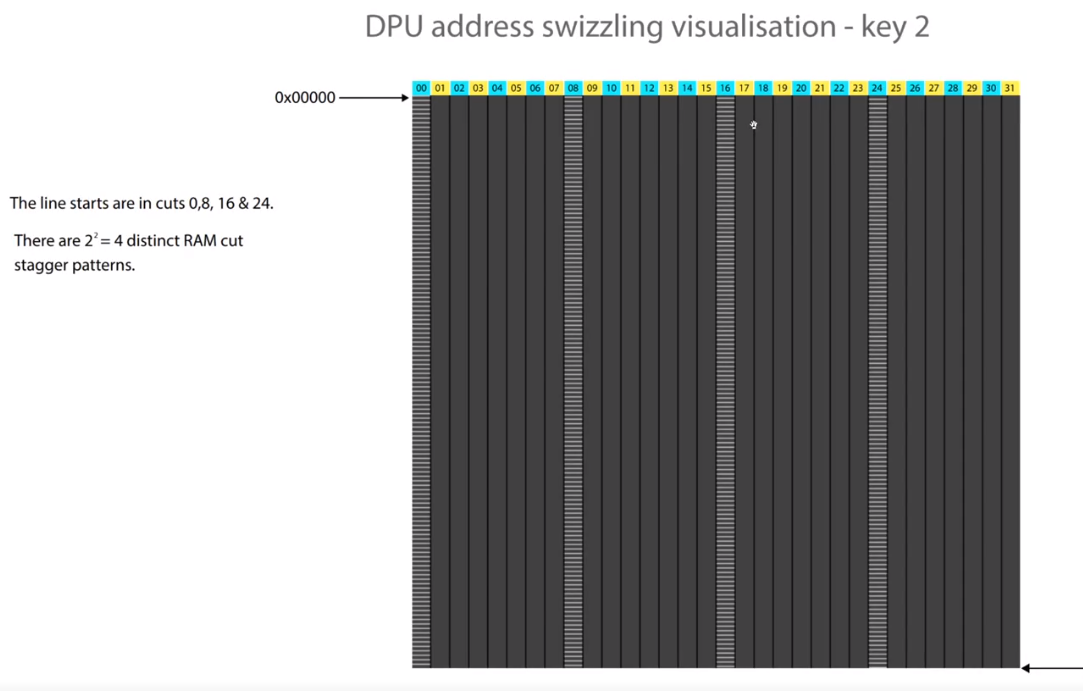 DPU address swizzling visualisation - key 2
00 01 02 03 04 05 06 07 08 09 10 11 12 13 14 15 16 17 18 19 20 21 22 23 24 25 26 27 28 29 30 31
0x00000
The line starts are in cuts 0,8, 16 & 24.
There are 2² = 4 distinct RAM cut
stagger patterns.